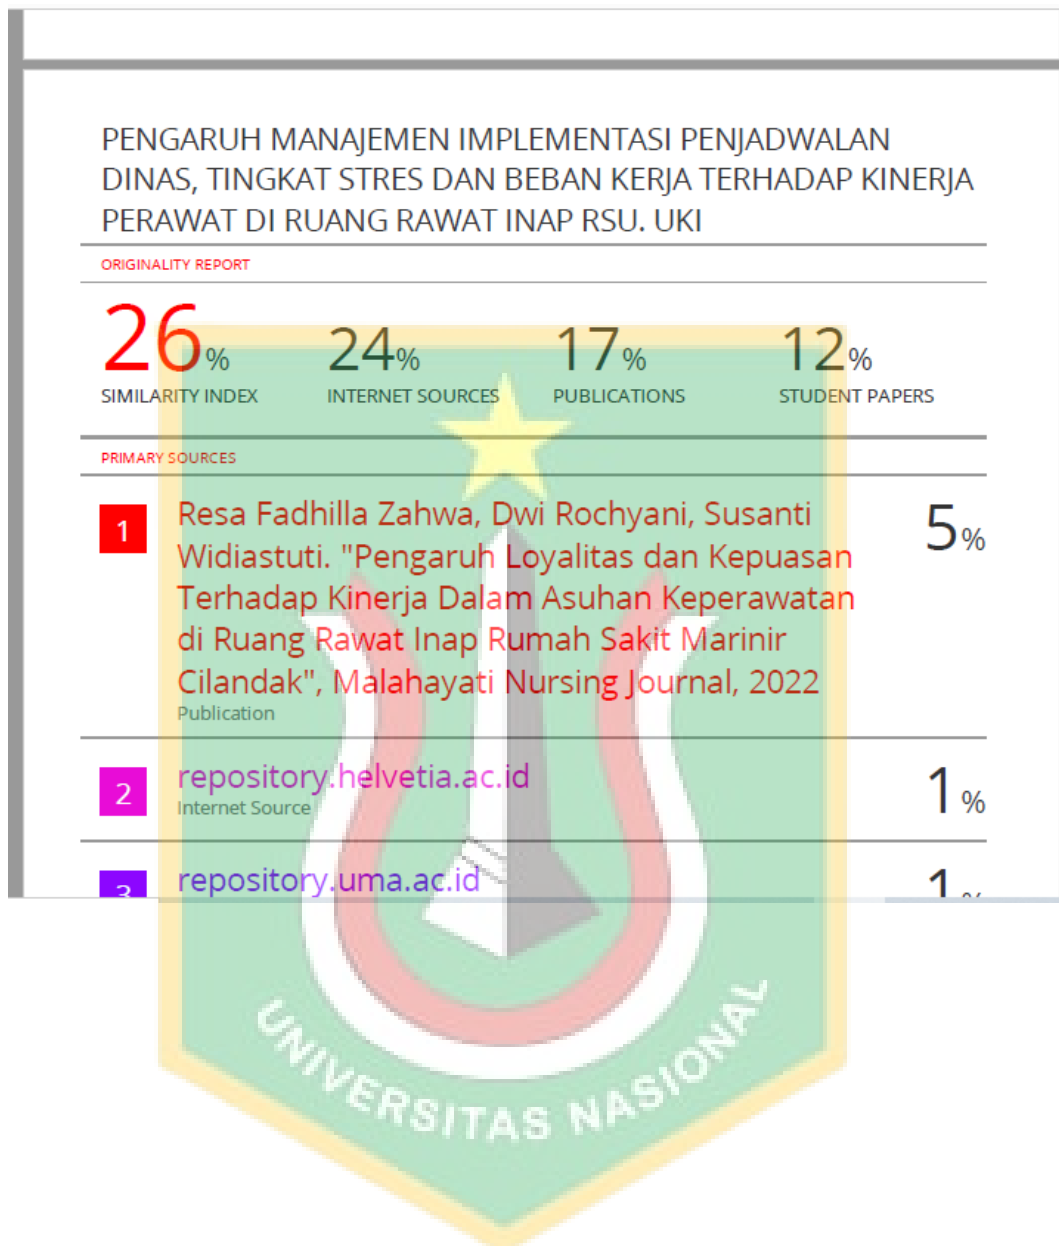 PENGARUH MANAJEMEN IMPLEMENTASI PENJADWALAN
DINAS, TINGKAT STRES DAN BEBAN KERJA TERHADAP KINERJA
PERAWAT DI RUANG RAWAT INAP RSU. UKI
ORIGINALITY REPORT
26% 24% 17% 12%
SIMILARITY INDEX INTERNET SOURCES PUBLICATIONS STUDENT PAPERS
PRIMARY SOURCES
1 Resa Fadhilla Zahwa, Dwi Rochyani, Susanti 5%
Widiastuti. "Pengaruh Loyalitas dan Kepuasan
Terhadap Kinerja Dalam Asuhan Keperawatan
di Ruang Rawat Inap Rumah Sakit Marinir
Cilandak", Malahayati Nursing Journal, 2022
Publication
2 repository.helvetia.ac.id 1%
Internet Source
3 repository.uma.ac.id 1%
UNIVERSITAS NASIONAL